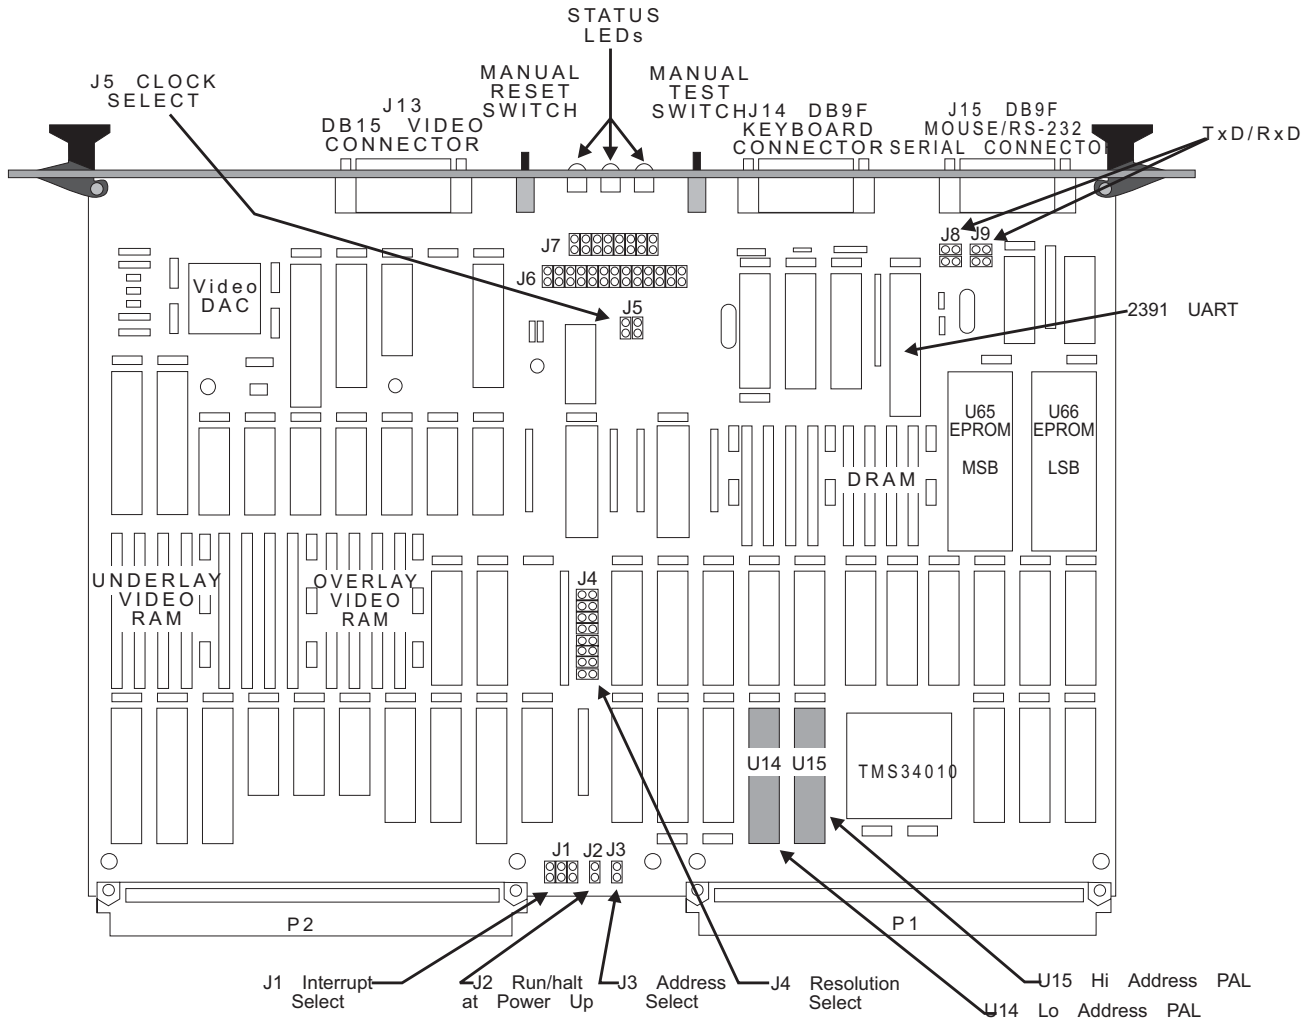 STATUS
LEDs
J5 CLOCK
SELECT
J13
DB15 VIDEO
CONNECTOR
MANUAL
RESET
SWITCH
MANUAL
TEST
SWITCH
J14 DB9F
KEYBOARD
CONNECTOR
J15 DB9F
MOUSE/RS-232
SERIAL CONNECTOR
TxD/RxD
J7
J6
J5
J8
J9
Video
DAC
2391 UART
U65
EPROM
MSB
U66
EPROM
LSB
DRAM
UNDERLAY
VIDEO
RAM
OVERLAY
VIDEO
RAM
J4
U14
U15
TMS34010
J1
J2
J3
P2
P1
J1 Interrupt
Select
J2 Run/halt
at Power Up
J3 Address
Select
J4 Resolution
Select
U15 Hi Address PAL
U14 Lo Address PAL